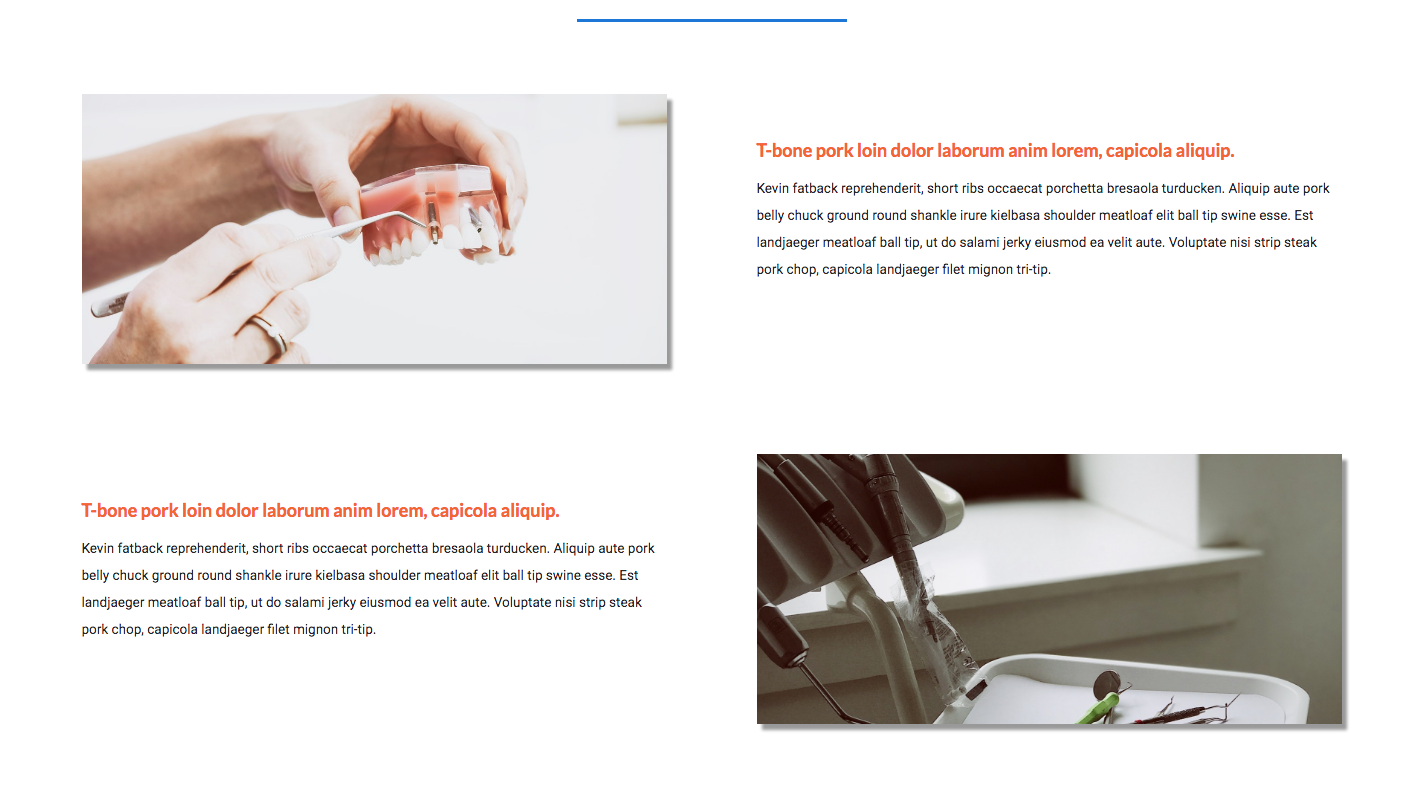 T-bone pork loin dolor laborum anim lorem, capicola aliquip.
Kevin fatback reprehenderit, short ribs occaecat porchetta bresaola turducken. Aliquip aute pork
belly chuck ground round shankle irure kielbasa shoulder meatloaf elit ball tip swine esse. Est
landjaeger meatloaf ball tip, ut do salami jerky eiusmod ea velit aute. Voluptate nisi strip steak
pork chop, capicola landjaeger filet mignon tri-tip.
T-bone pork loin dolor laborum anim lorem, capicola aliquip.
Kevin fatback reprehenderit, short ribs occaecat porchetta bresaola turducken. Aliquip aute pork
belly chuck ground round shankle irure kielbasa shoulder meatloaf elit ball tip swine esse. Est
landjaeger meatloaf ball tip, ut do salami jerky eiusmod ea velit aute. Voluptate nisi strip steak
pork chop, capicola landjaeger filet mignon tri-tip.